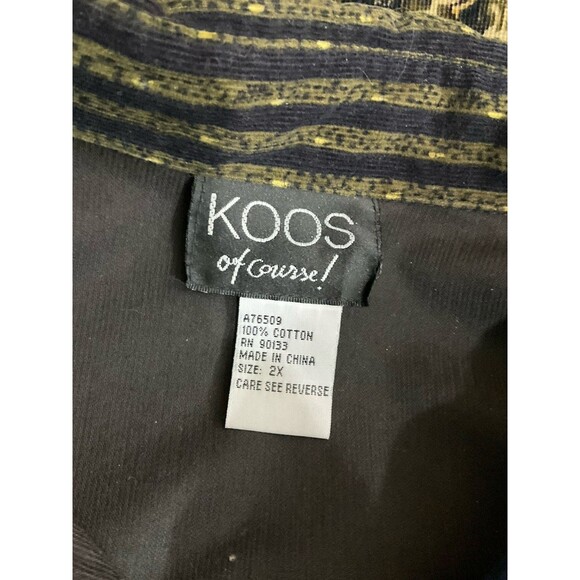 KOOS
of Course!
A76509
100% COTTON
RN 90133
MADE IN CHINA
SIZE: 2X
CARE SEE REVERSE